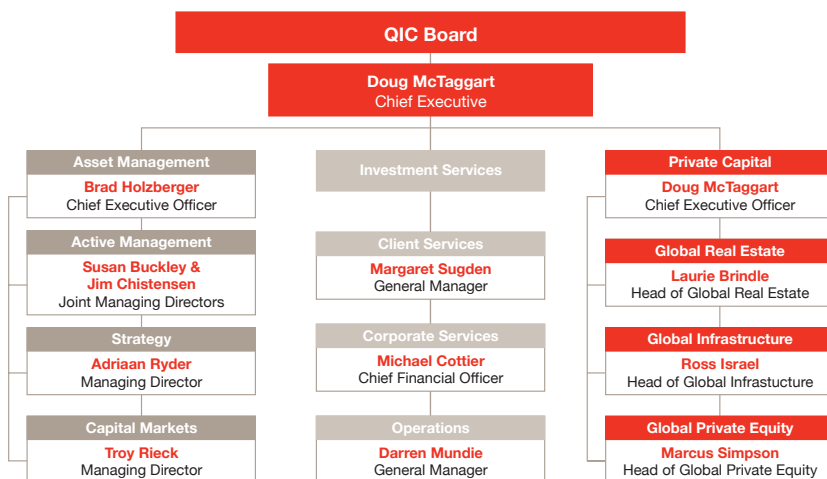 QIC Board
Doug McTaggart
Chief Executive
Asset Management
Brad Holzberger
Chief Executive Officer
Active Management
Susan Buckley &
Jim Chistensen
Joint Managing Directors
Strategy
Adriaan Ryder
Managing Director
Capital Markets
Troy Rieck
Managing Director
Investment Services
Client Services
Margaret Sugden
General Manager
Corporate Services
Michael Cottier
Chief Financial Officer
Operations
Darren Mundie
General Manager
Private Capital
Doug McTaggart
Chief Executive Officer
Global Real Estate
Laurie Brindle
Head of Global Real Estate
Global Infrastructure
Ross Israel
Head of Global Infrastucture
Global Private Equity
Marcus Simpson
Head of Global Private Equity